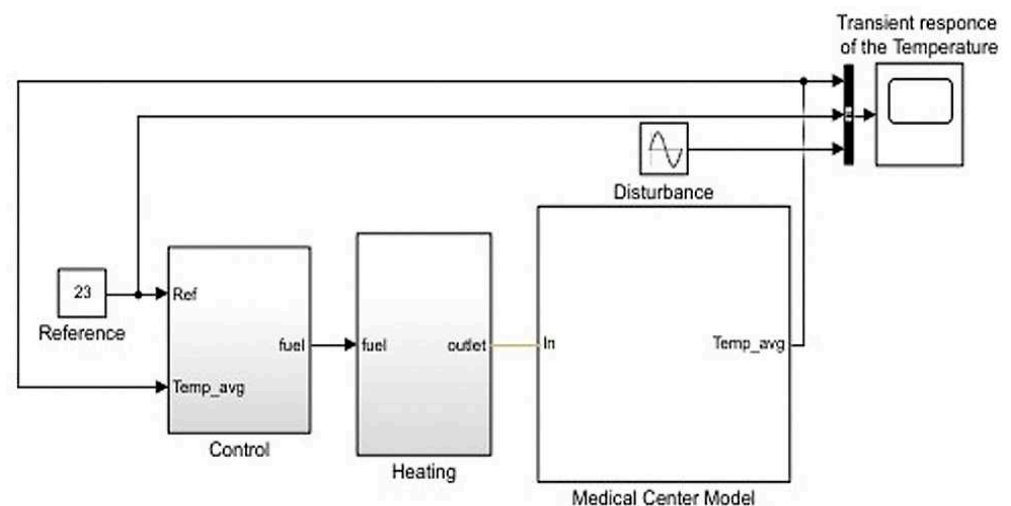 Transient responce
of the Temperature
Disturbance
23
Reference
Ref
fuel
Temp_avg
Control
fuel
outlet
Heating
In
Temp_avg
Medical Center Model